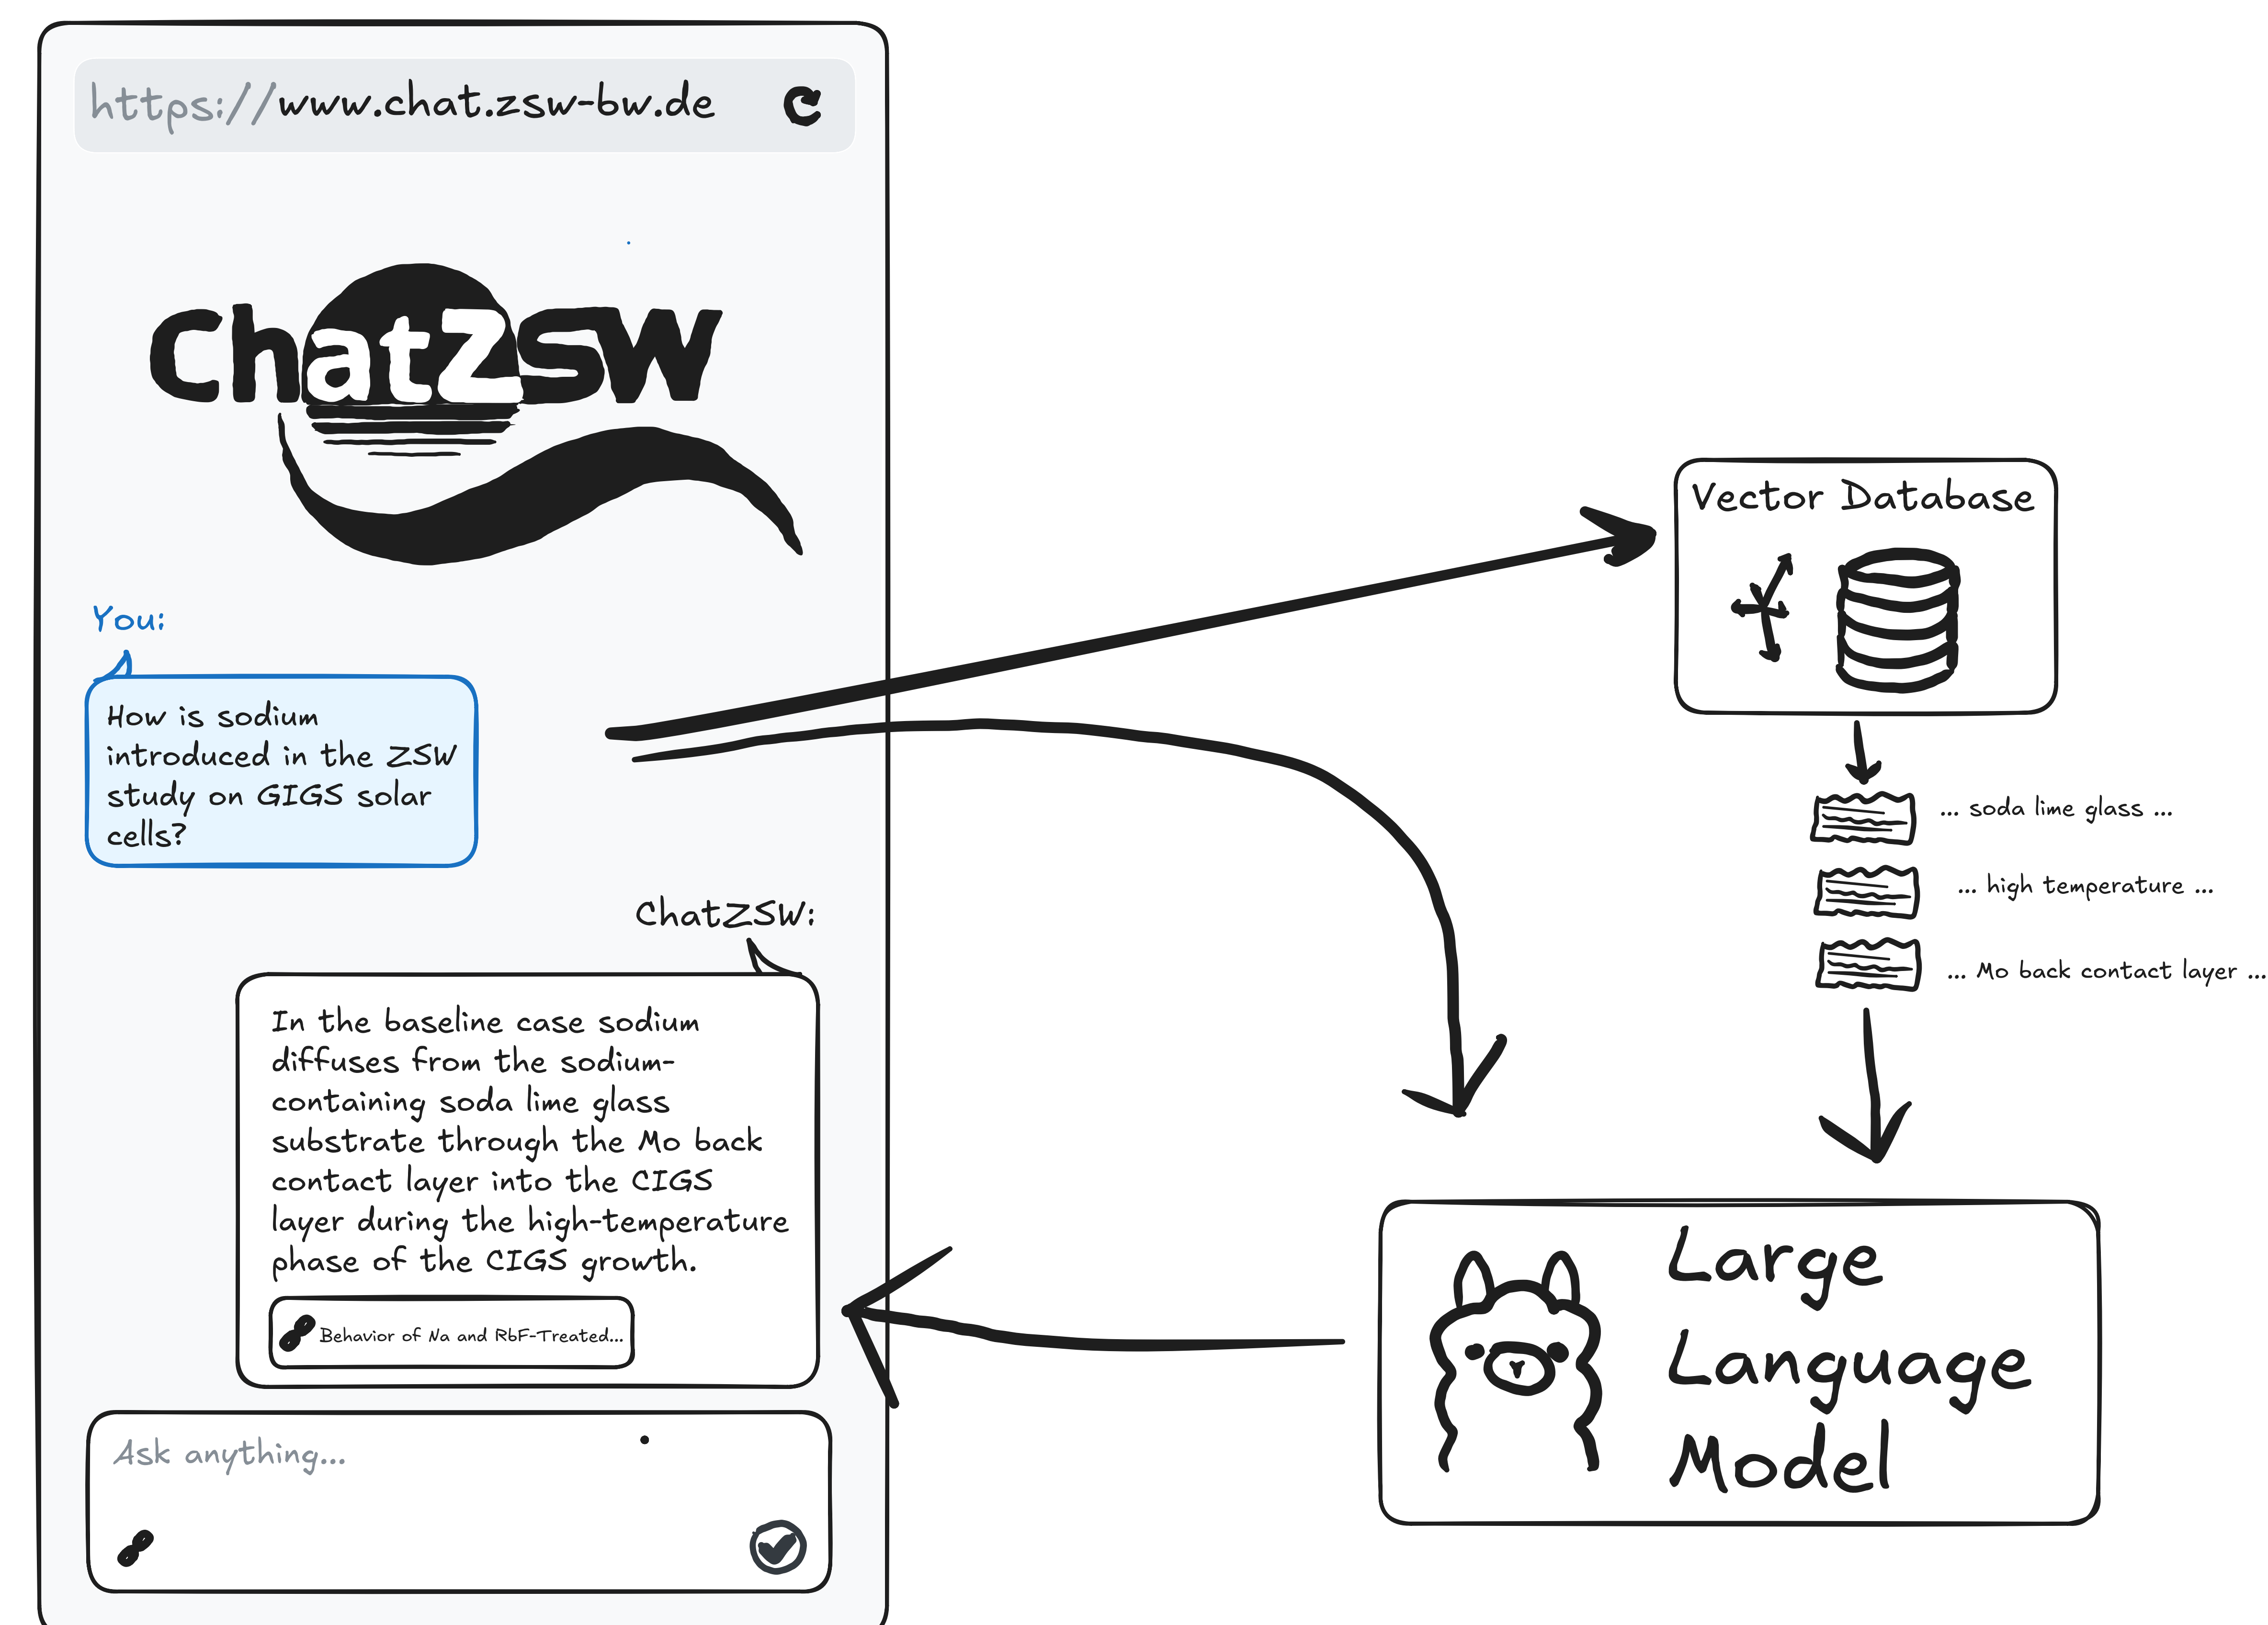 https://www.chat.zsw-bw.de
ChatZSW
You:
How is sodium
introduced in the ZSW
study on GIGS solar
cells?
ChatZSW:
In the baseline case sodium
diffuses from the sodium-
containing soda lime glass
substrate through the Mo back
contact layer into the CIGS
layer during the high-temperature
phase of the CIGS growth.
Behavior of Na and RbF-Treated...
Ask anything...
Vector Database
... soda lime glass ...
... high temperature ...
... Mo back contact layer ...
Large
Language
Model